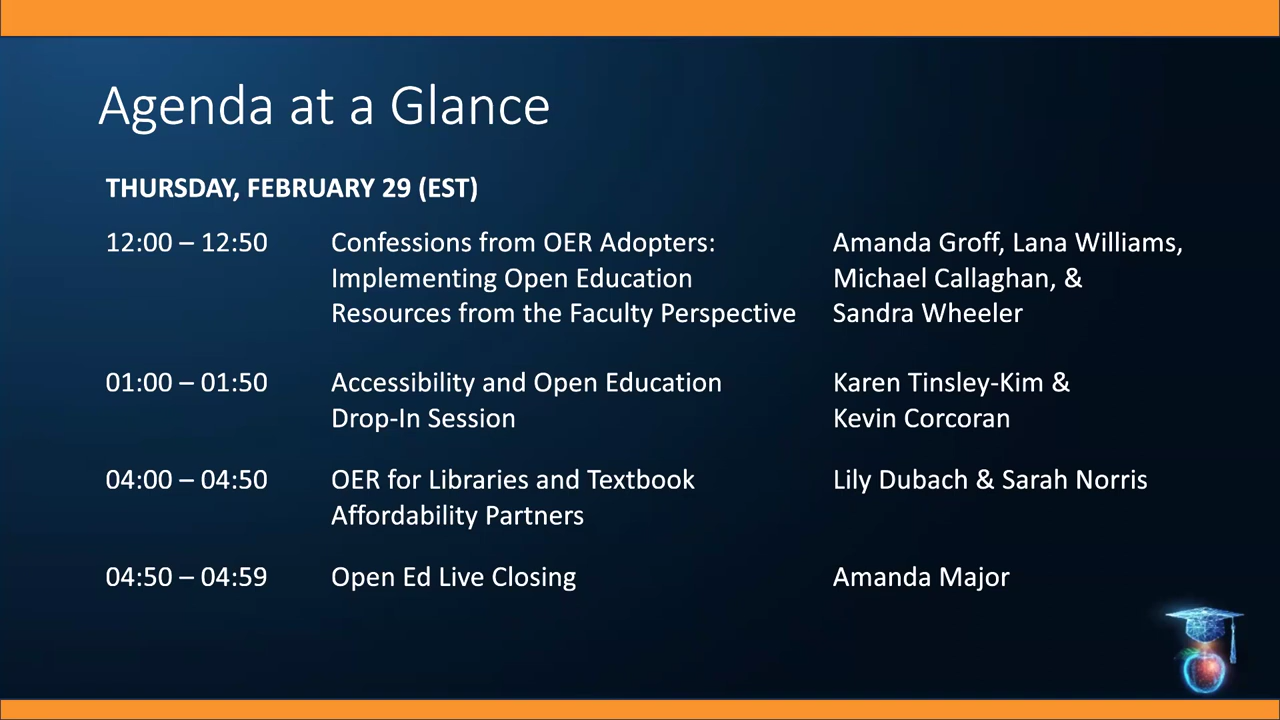 Agenda at a Glance
THURSDAY, FEBRUARY 29 (EST)
12:00 – 12:50 Confessions from OER Adopters: Amanda Groff, Lana Williams,
Implementing Open Education Michael Callaghan, &
Resources from the Faculty Perspective Sandra Wheeler
01:00 – 01:50 Accessibility and Open Education Karen Tinsley-Kim &
Drop-In Session Kevin Corcoran
04:00 – 04:50 OER for Libraries and Textbook Lily Dubach & Sarah Norris
Affordability Partners
04:50 – 04:59 Open Ed Live Closing Amanda Major